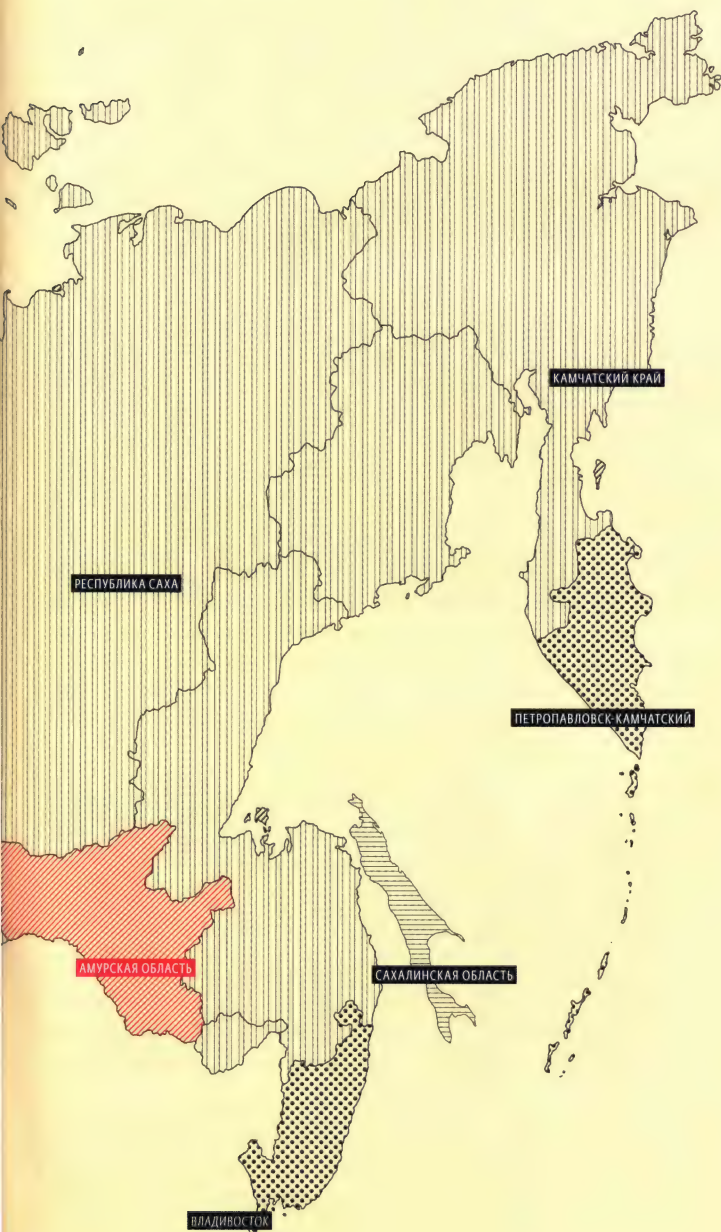 КАМЧАТСКИЙ КРАЙ
РЕСПУБЛИКА САХА
ПЕТРОПАВЛОВСК-КАМЧАТСКИЙ
АМУРСКАЯ ОБЛАСТЬ
САХАЛИНСКАЯ ОБЛАСТЬ
ВЛАДИВОСТОК